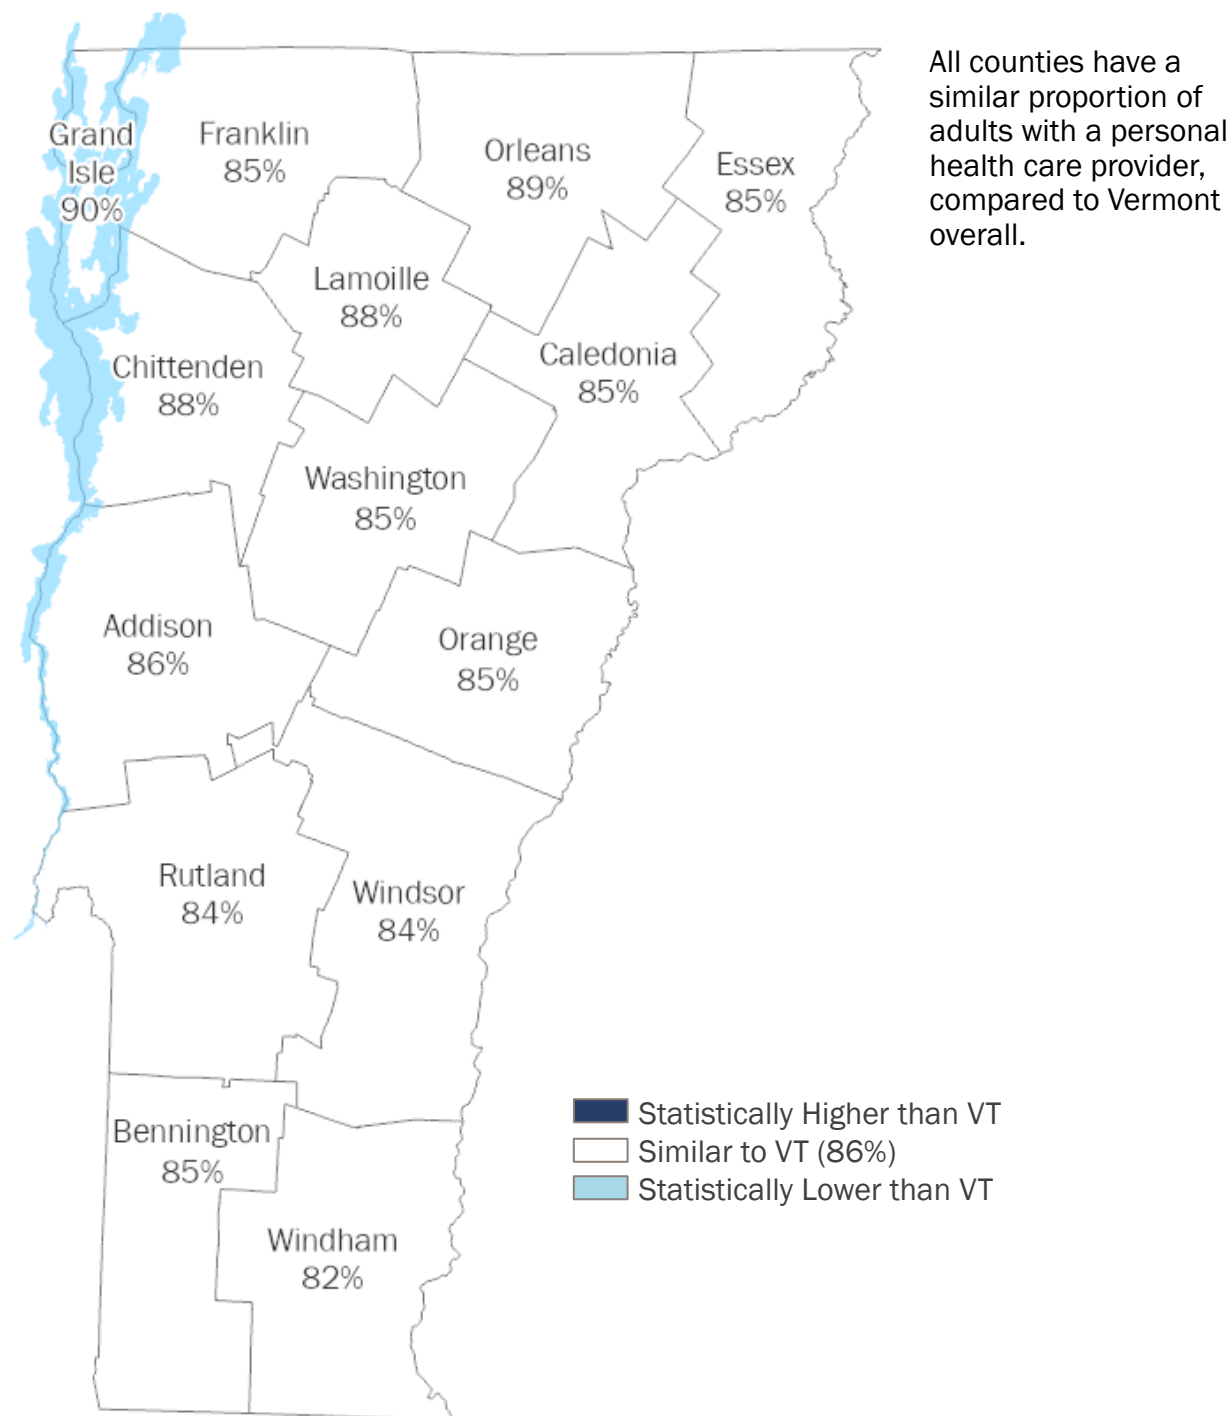 All counties have a
similar proportion of
adults with a personal
health care provider,
compared to Vermont
overall.
Grand
Isle
90%
Franklin
85%
Orleans
89%
Essex
85%
Lamoille
88%
Chittenden
88%
Caledonia
85%
Washington
85%
Addison
86%
Orange
85%
Rutland
84%
Windsor
84%
Bennington
85%
Windham
82%
Statistically Higher than VT
Similar to VT (86%)
Statistically Lower than VT